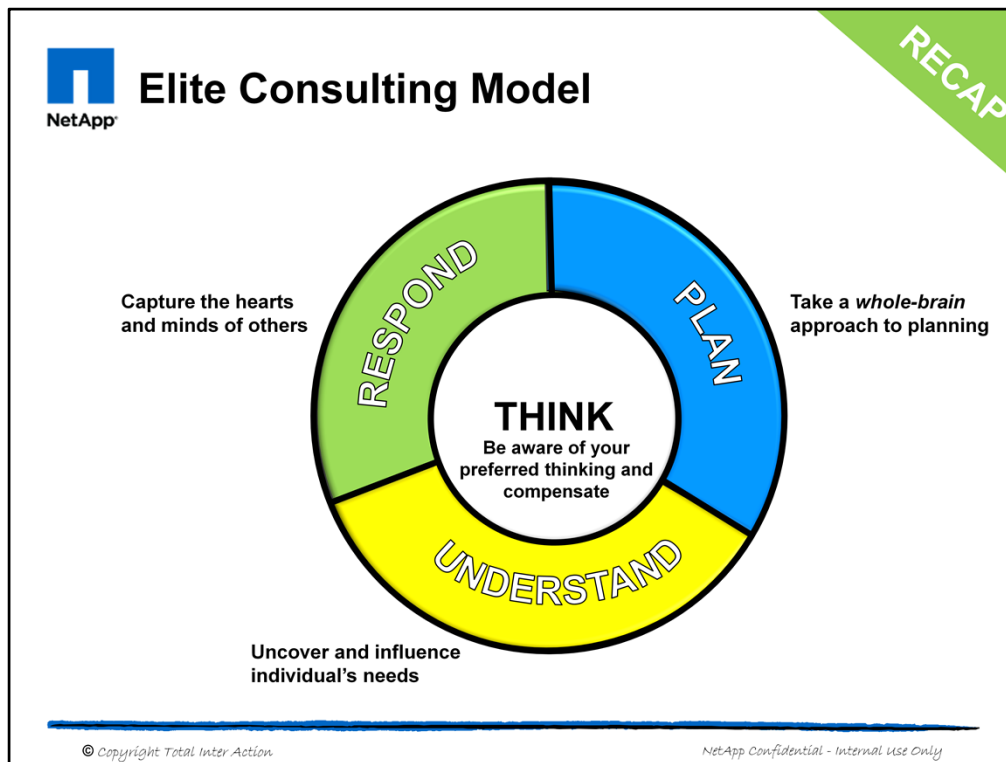 RECAP
NetApp
Elite Consulting Model
RESPOND
PLAN
Capture the hearts
and minds of others
Take a whole-brain
approach to planning
THINK
Be aware of your
preferred thinking and
compensate
UNDERSTAND
Uncover and influence
individual's needs
© Copyright Total Inter Action
NetApp Confidential - Internal Use Only